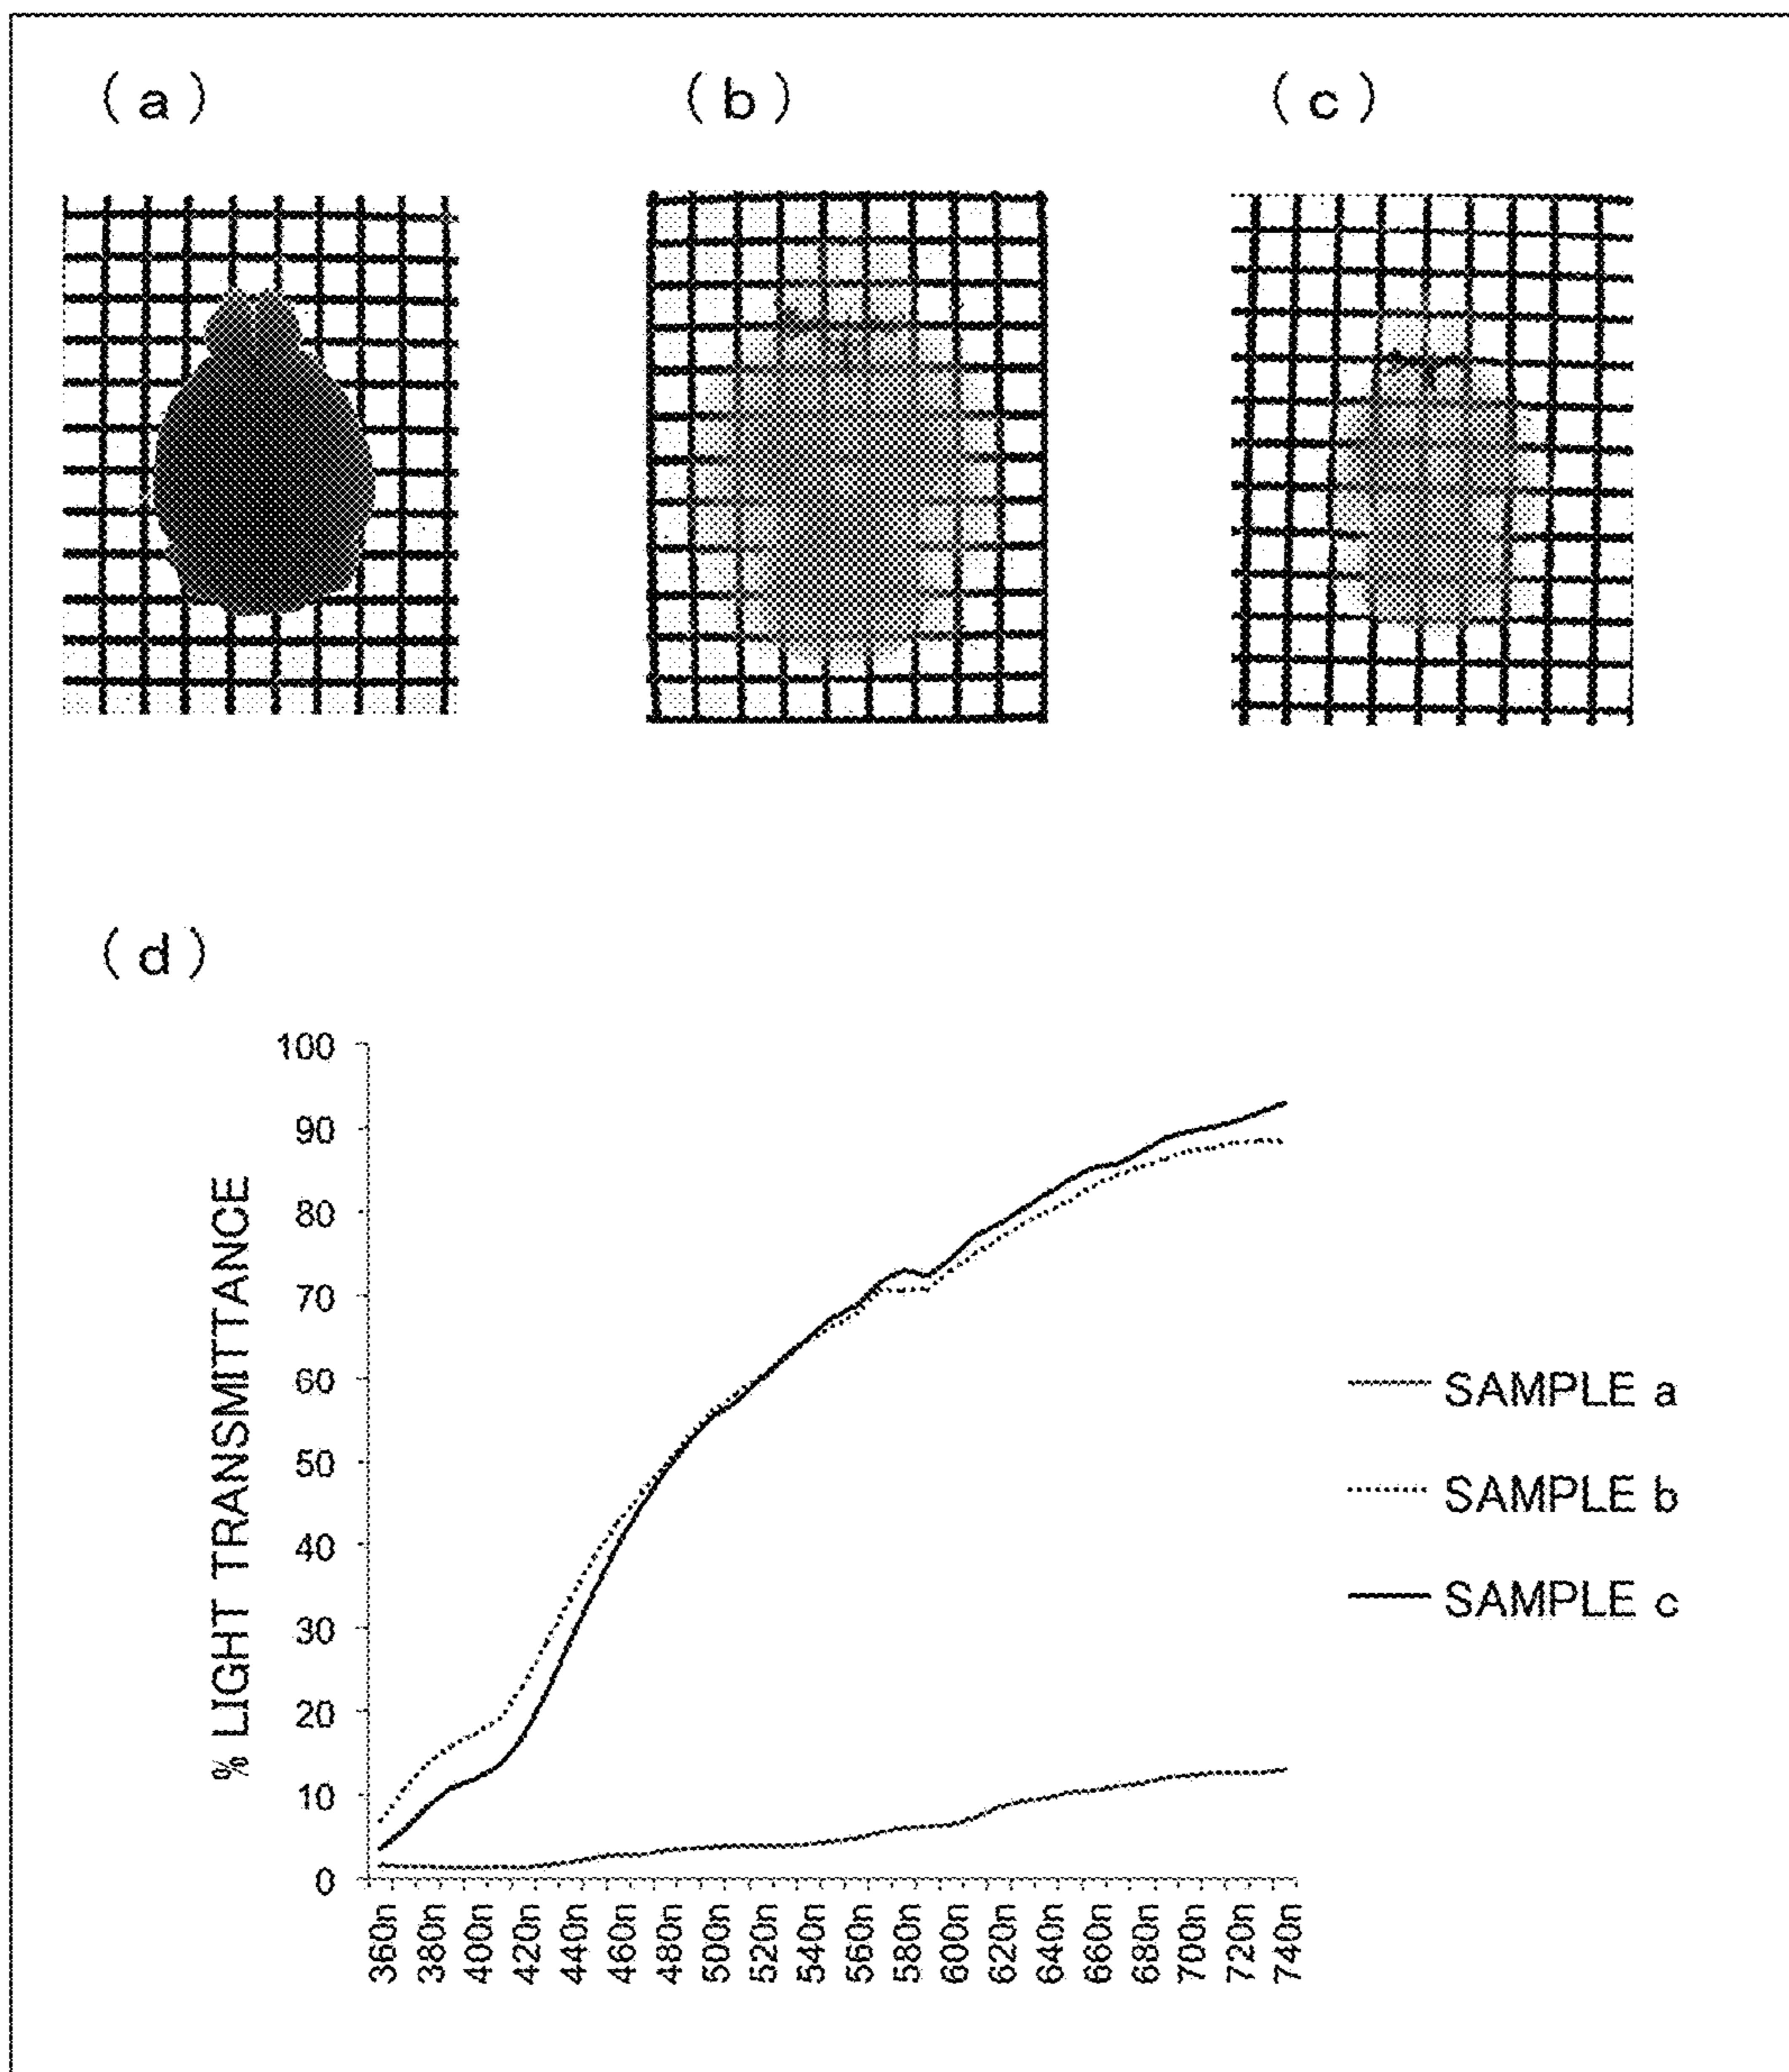 (a)
(b)
(c)
(d)
% LIGHT TRANSMITTANCE
100
90
80
70
60
50
40
30
20
10
0
360n
380n
400n
420n
440n
460n
480n
500n
520n
540n
560n
580n
600n
620n
640n
660n
680n
700n
720n
740n
SAMPLE a
SAMPLE b
SAMPLE c